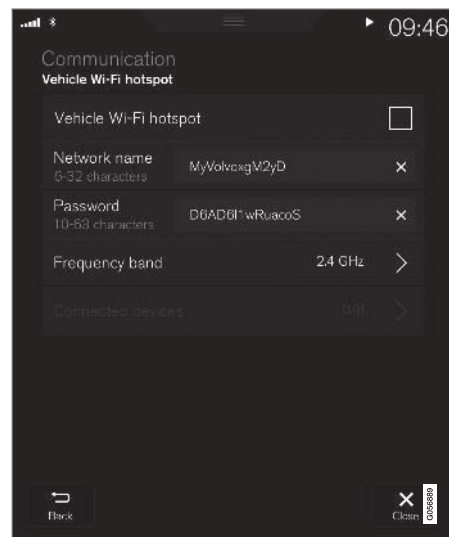 09:46
Communication
Vehicle Wi-Fi hotspot
Vehicle Wi-Fi hotspot
Network name
6-32 characters
MyVolvoxgM2yD
Password
10-63 characters
D6AD6I1wRuacoS
Frequency band
2.4 GHz
Connected devices
0/8
Back
Close
G056889